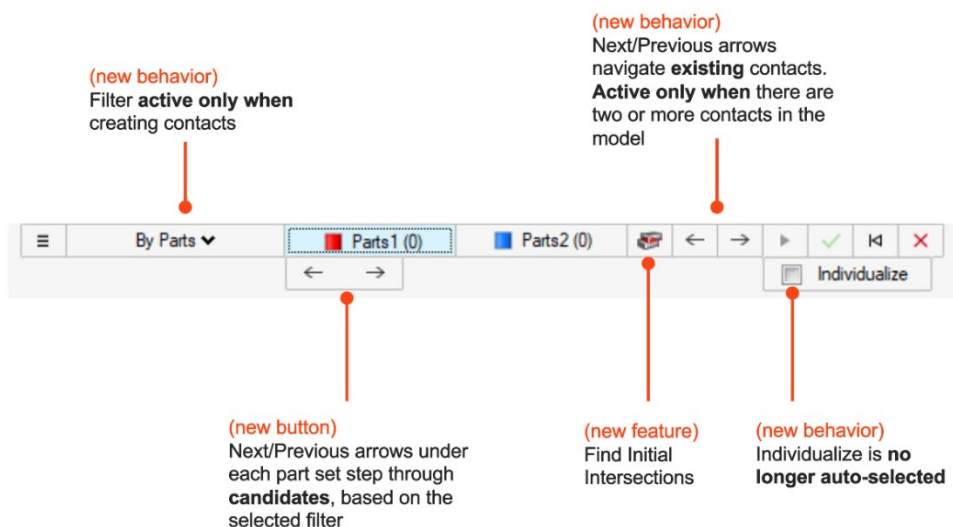 (new behavior)
Next/Previous arrows
navigate existing contacts.
Active only when there are
two or more contacts in the
model
(new behavior)
Filter active only when
creating contacts
By Parts
Parts1 (0)
Parts2 (0)
Individualize
(new button)
Next/Previous arrows under
each part set step through
candidates, based on the
selected filter
(new feature)
Find Initial
Intersections
(new behavior)
Individualize is no
longer auto-selected